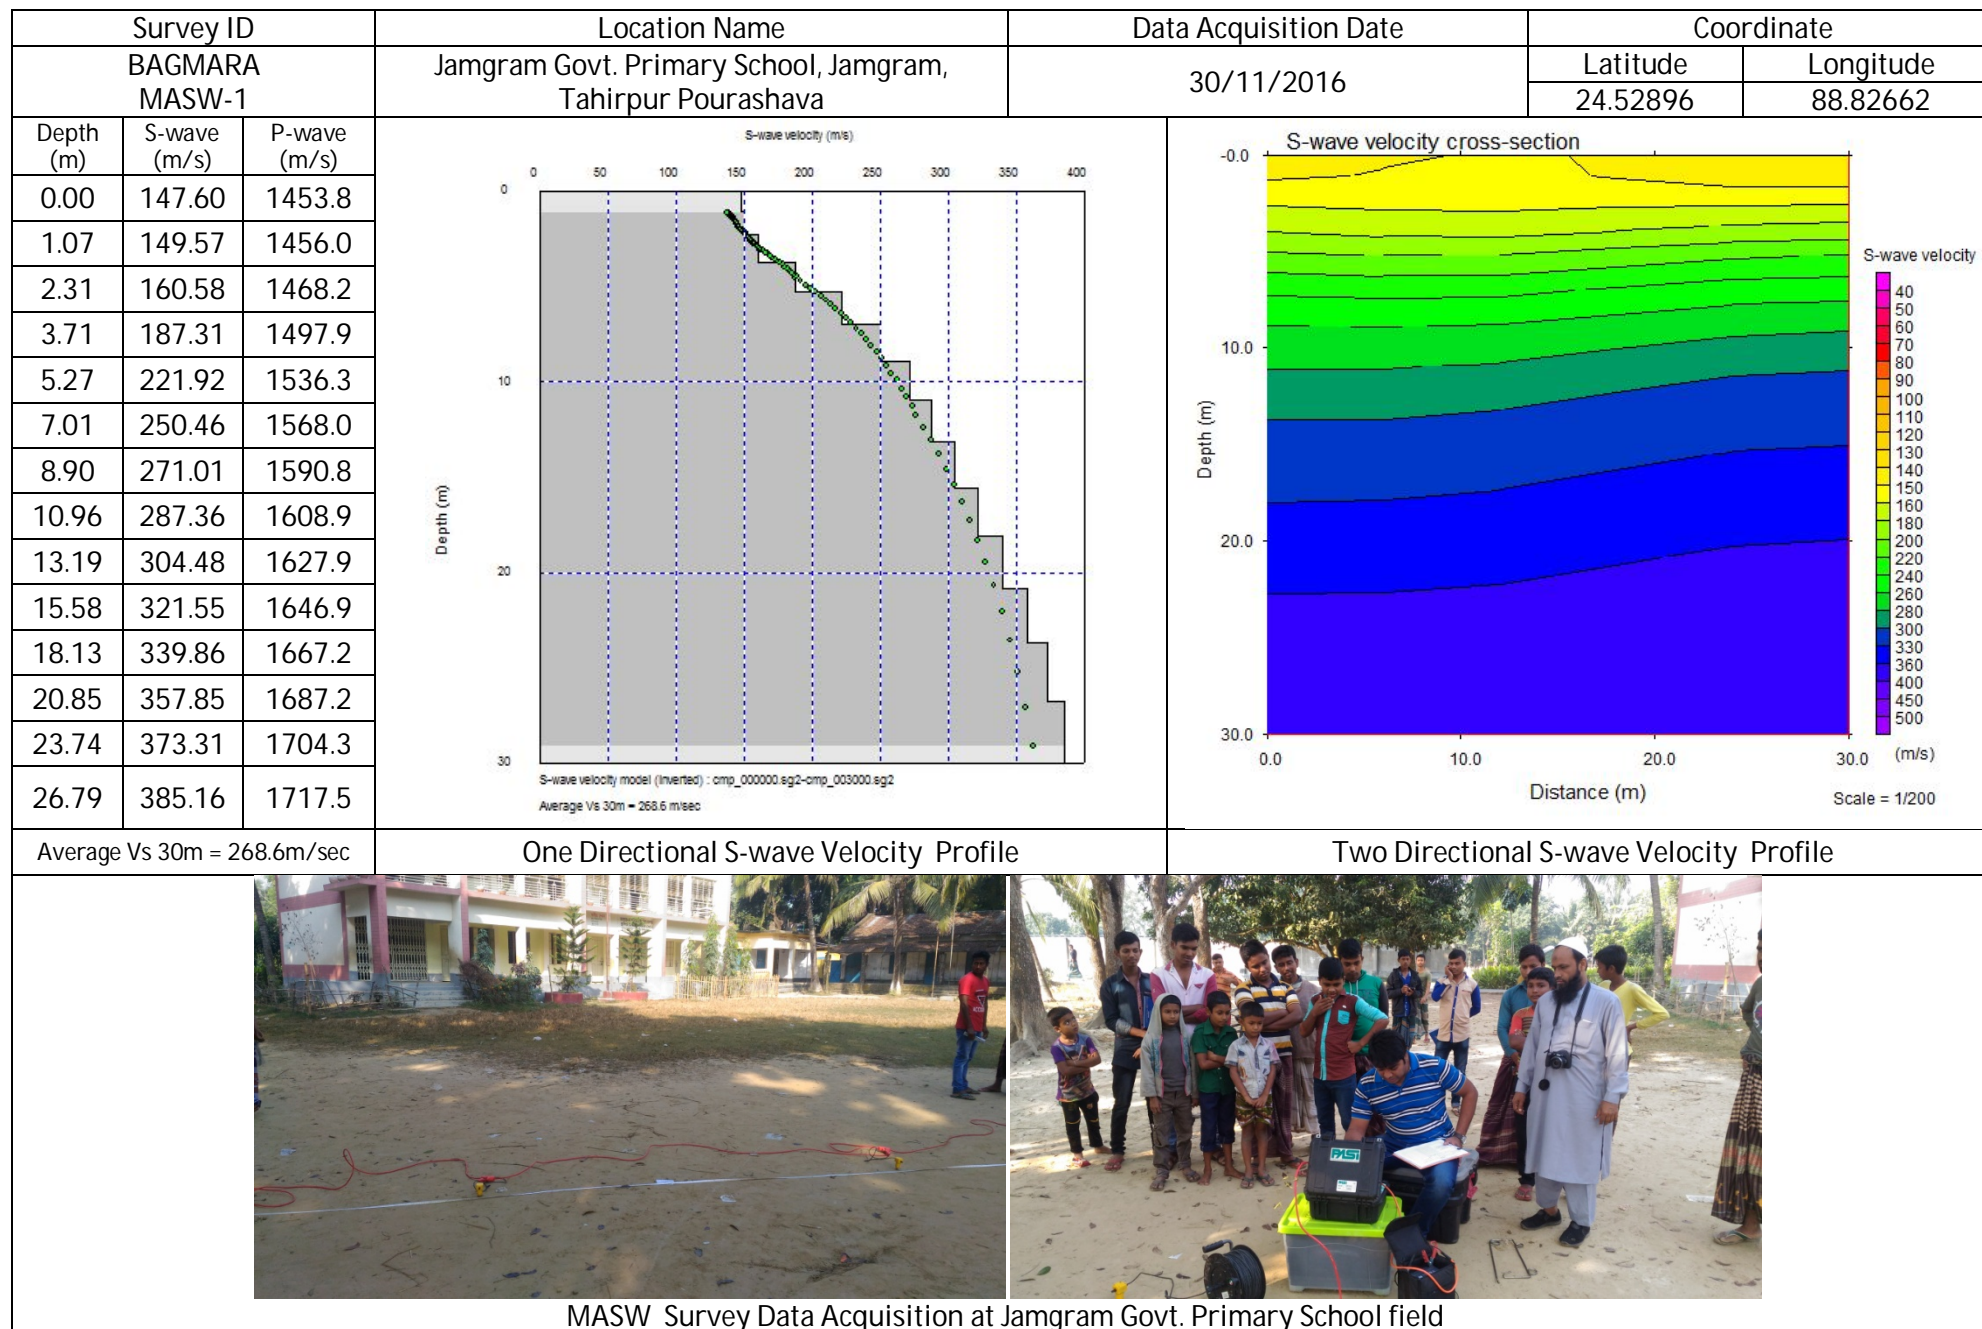 Survey ID
Location Name
Data Acquisition Date
Coordinate
BAGMARA
MASW-1
Jamgram Govt. Primary School, Jamgram,
Tahirpur Pourashava
30/11/2016
Latitude
Longitude
24.52896
88.82662
Depth (m) S-wave (m/s) P-wave (m/s)
0.00 147.60 1453.8
1.07 149.57 1456.0
2.31 160.58 1468.2
3.71 187.31 1497.9
5.27 221.92 1536.3
7.01 250.46 1568.0
8.90 271.01 1590.8
10.96 287.36 1608.9
13.19 304.48 1627.9
15.58 321.55 1646.9
18.13 339.86 1667.2
20.85 357.85 1687.2
23.74 373.31 1704.3
26.79 385.16 1717.5
Average Vs 30m = 268.6m/sec
S-wave velocity (m/s)
0 50 100 150 200 250 300 350 400
0
10
20
30
Depth (m)
S-wave velocity model (inverted) : cmp_000000.sg2-cmp_003000.sg2
Average Vs 30m = 268.6 m/sec
One Directional S-wave Velocity Profile
S-wave velocity cross-section
-0.0
10.0
20.0
30.0
Depth (m)
0.0 10.0 20.0 30.0
Distance (m)
S-wave velocity
40
50
60
70
80
90
100
110
120
130
140
150
160
180
200
220
240
260
280
300
330
360
400
450
500
(m/s)
Scale = 1/200
Two Directional S-wave Velocity Profile
PASI
MASW Survey Data Acquisition at Jamgram Govt. Primary School field